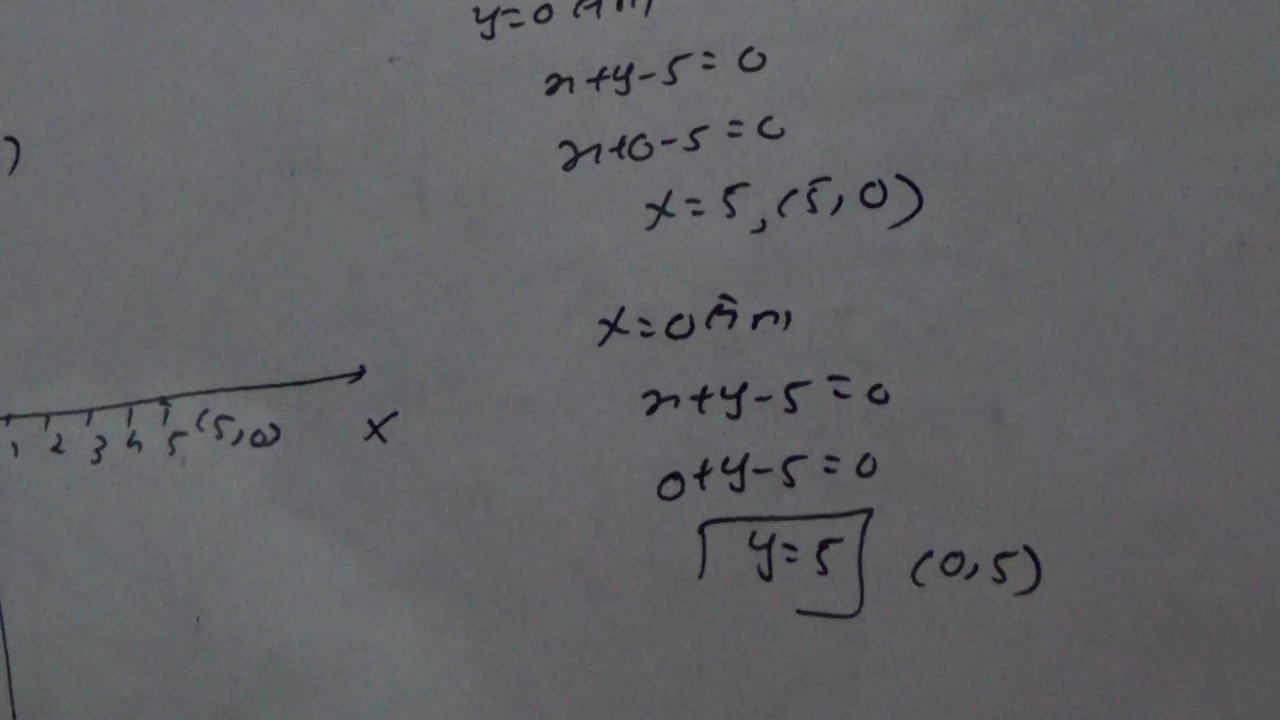 y=0
x+y-5=0
x+0-5=0
x=5, (5,0)
)
x=0
x+y-5=0
1 2 3 4 5 (5,0) X
0+y-5=0
y=5 (0,5)